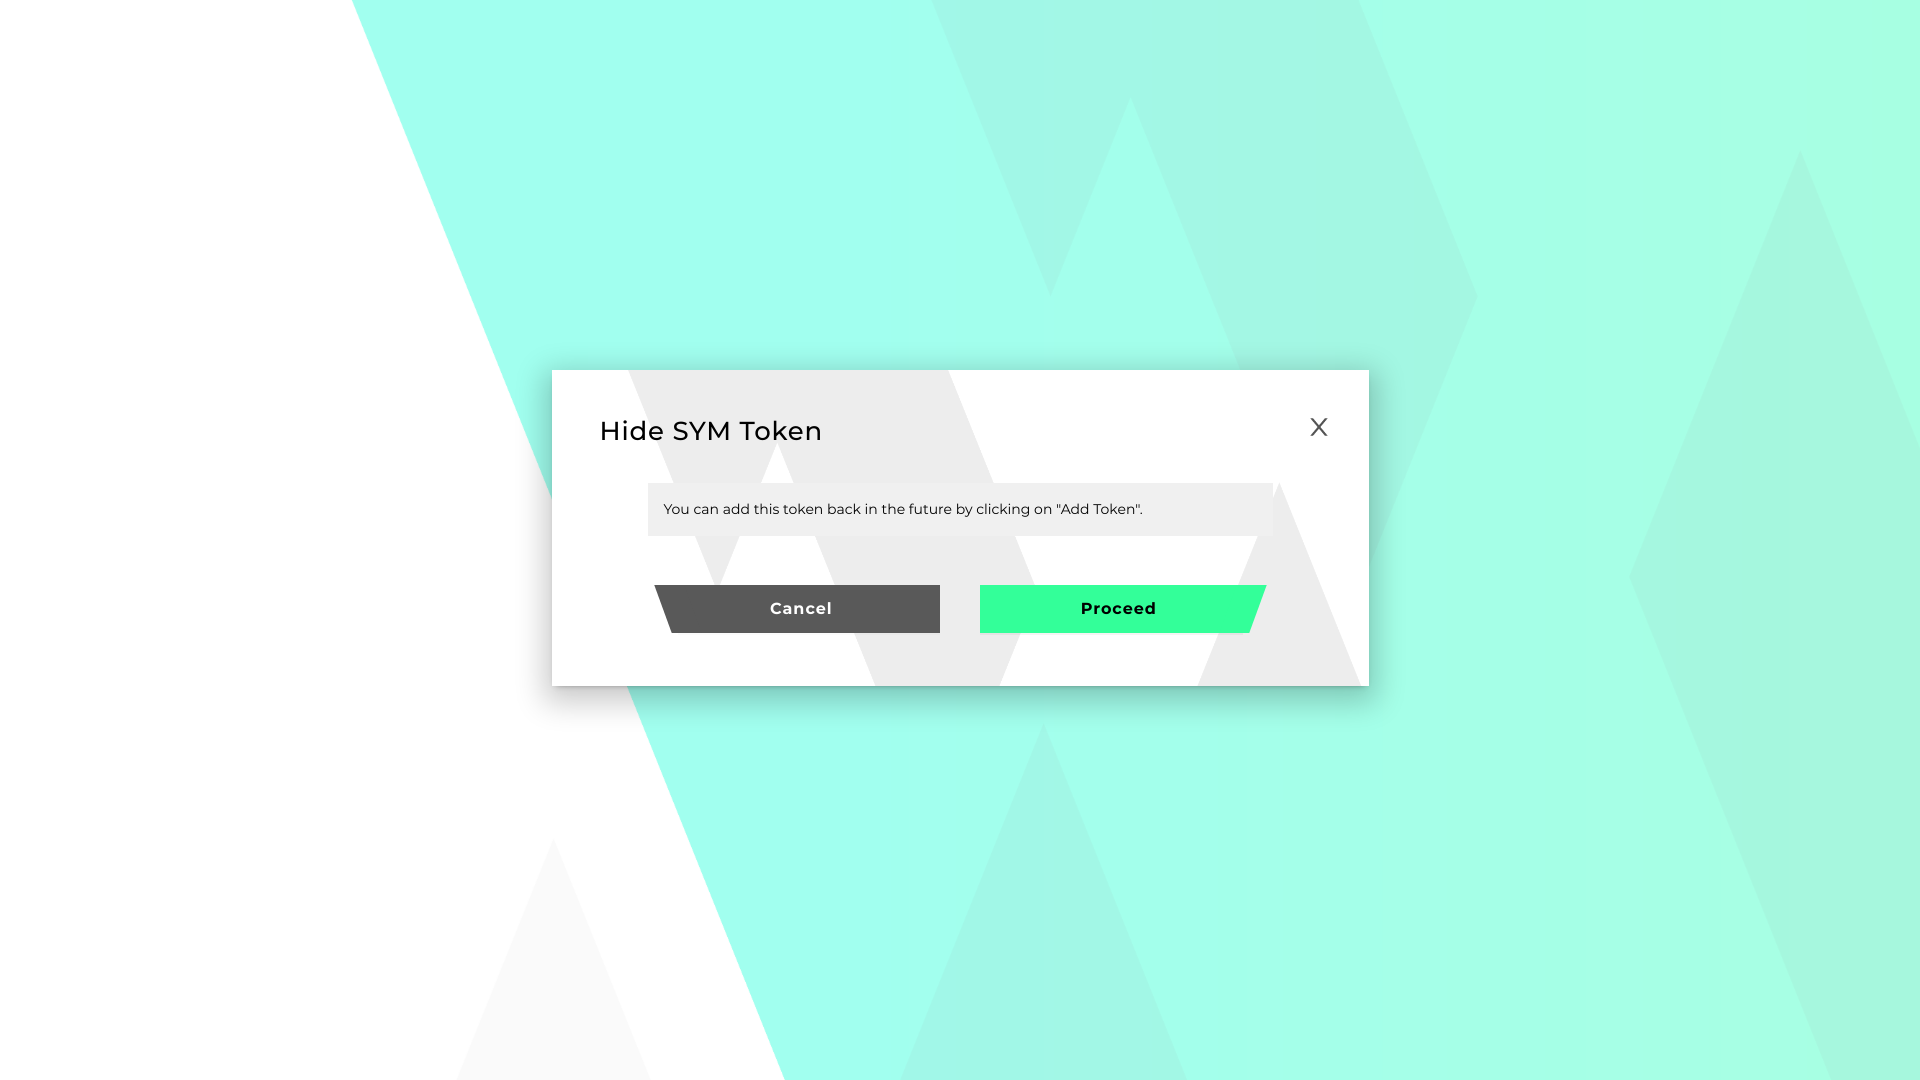 Hide SYM Token
X
You can add this token back in the future by clicking on "Add Token".
Cancel
Proceed